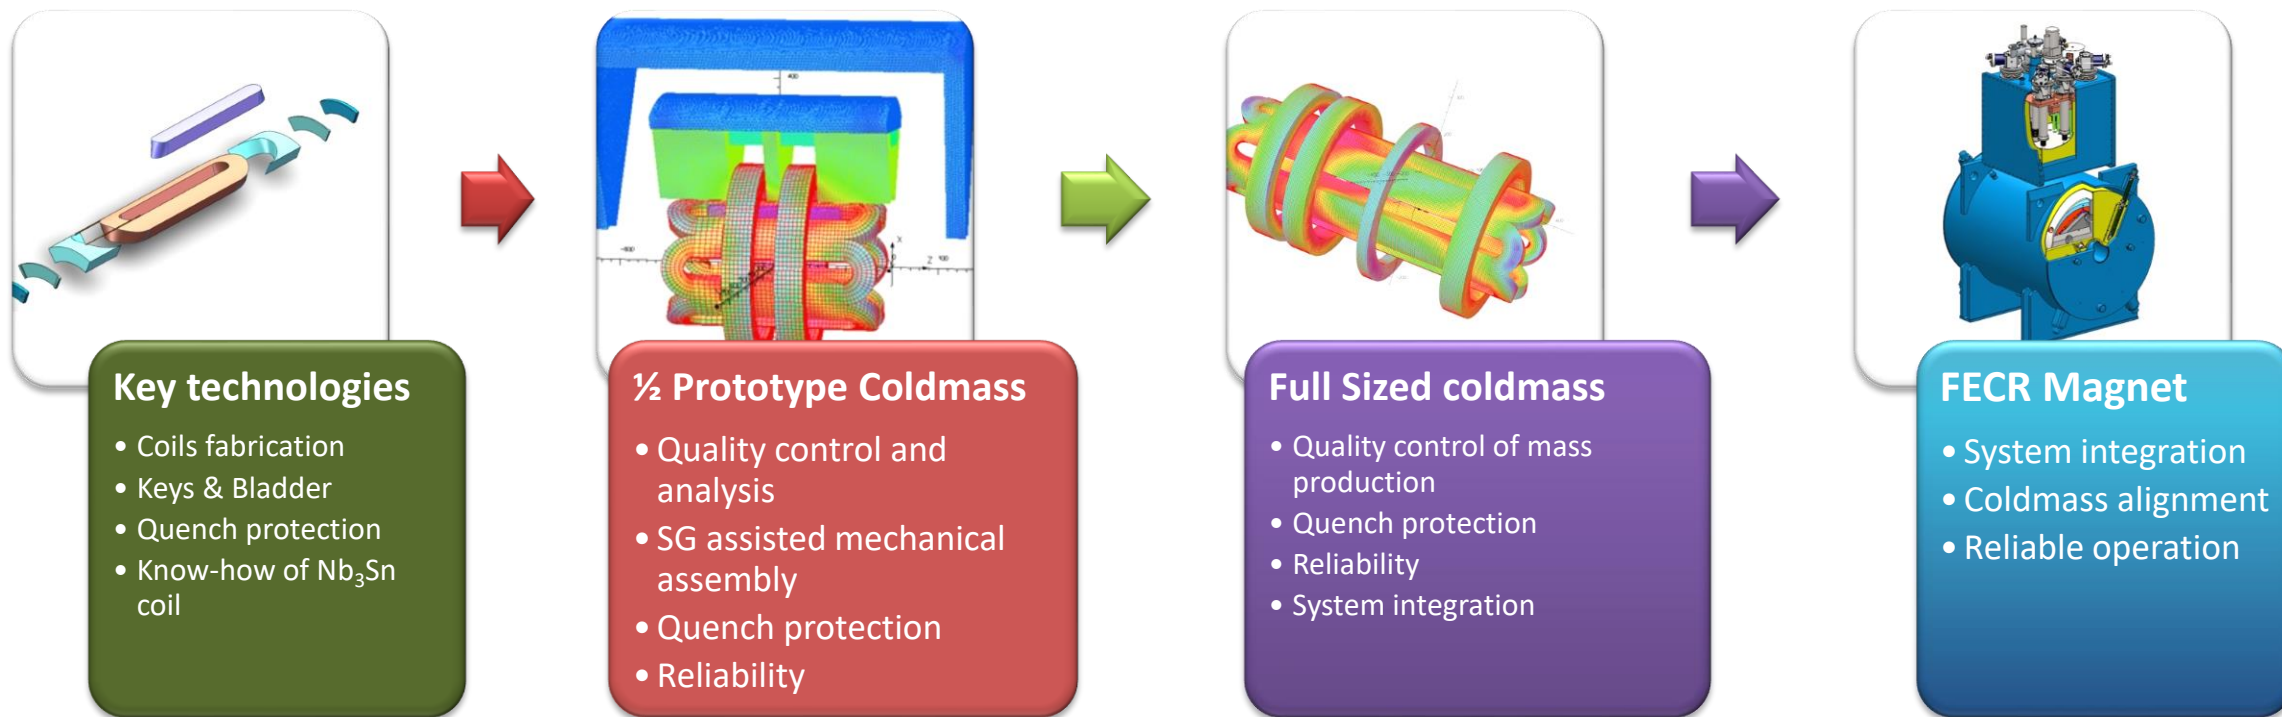 Key technologies
• Coils fabrication
• Keys & Bladder
• Quench protection
• Know-how of Nb₃Sn
coil
½ Prototype Coldmass
• Quality control and
analysis
• SG assisted mechanical
assembly
• Quench protection
• Reliability
Full Sized coldmass
• Quality control of mass
production
• Quench protection
• Reliability
• System integration
FECR Magnet
• System integration
• Coldmass alignment
• Reliable operation
400
X
Z